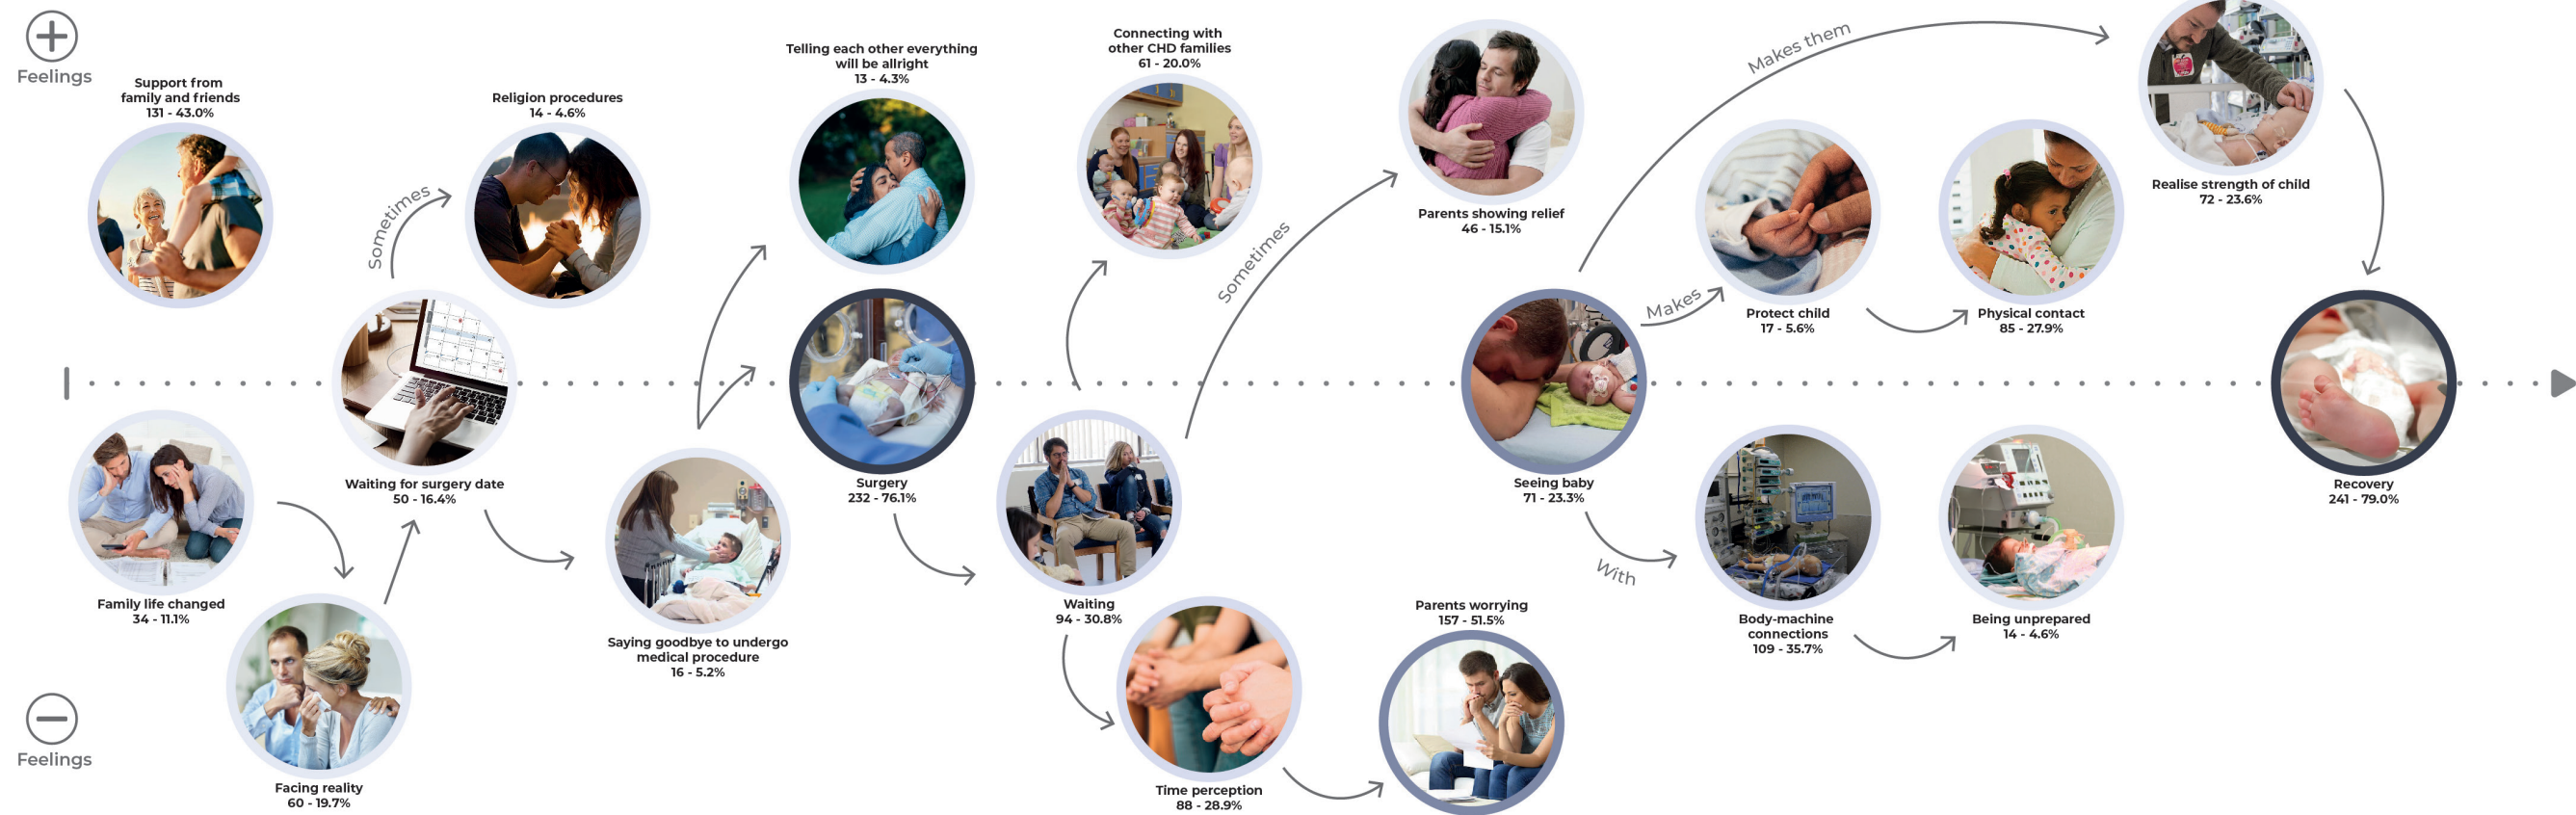 Feelings
Support from
family and friends
131 - 43.0%
Sometimes
Religion procedures
14 - 4.6%
Telling each other everything
will be allright
13 - 4.3%
Connecting with
other CHD families
61 - 20.0%
Sometimes
Parents showing relief
46 - 15.1%
Makes them
Makes
Protect child
17 - 5.6%
Physical contact
85 - 27.9%
Realise strength of child
72 - 23.6%
Family life changed
34 - 11.1%
Facing reality
60 - 19.7%
Waiting for surgery date
50 - 16.4%
Saying goodbye to undergo
medical procedure
16 - 5.2%
Surgery
232 - 76.1%
Waiting
94 - 30.8%
Time perception
88 - 28.9%
Parents worrying
157 - 51.5%
Seeing baby
71 - 23.3%
With
Body-machine
connections
109 - 35.7%
Being unprepared
14 - 4.6%
Recovery
241 - 79.0%
Feelings